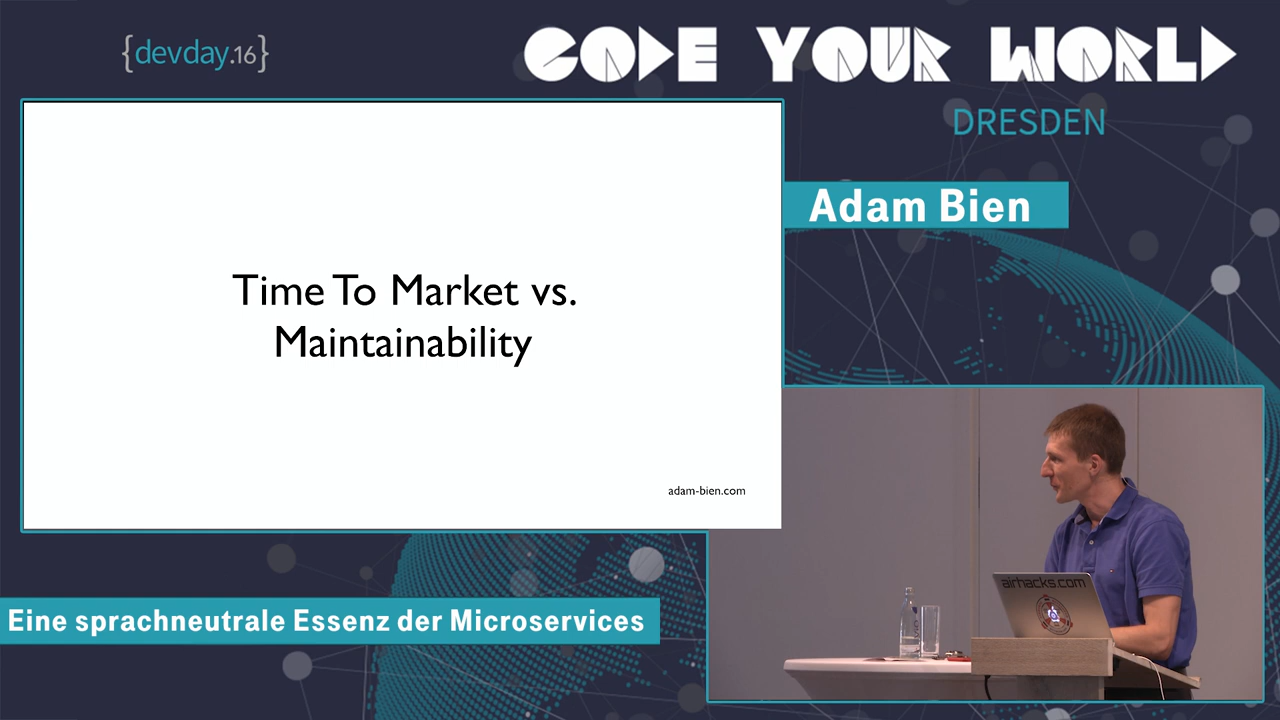 {devday.16}
CODE YOUR WORLD
DRESDEN
Adam Bien
Time To Market vs.
Maintainability
adam-bien.com
airhacks.com
Eine sprachneutrale Essenz der Microservices